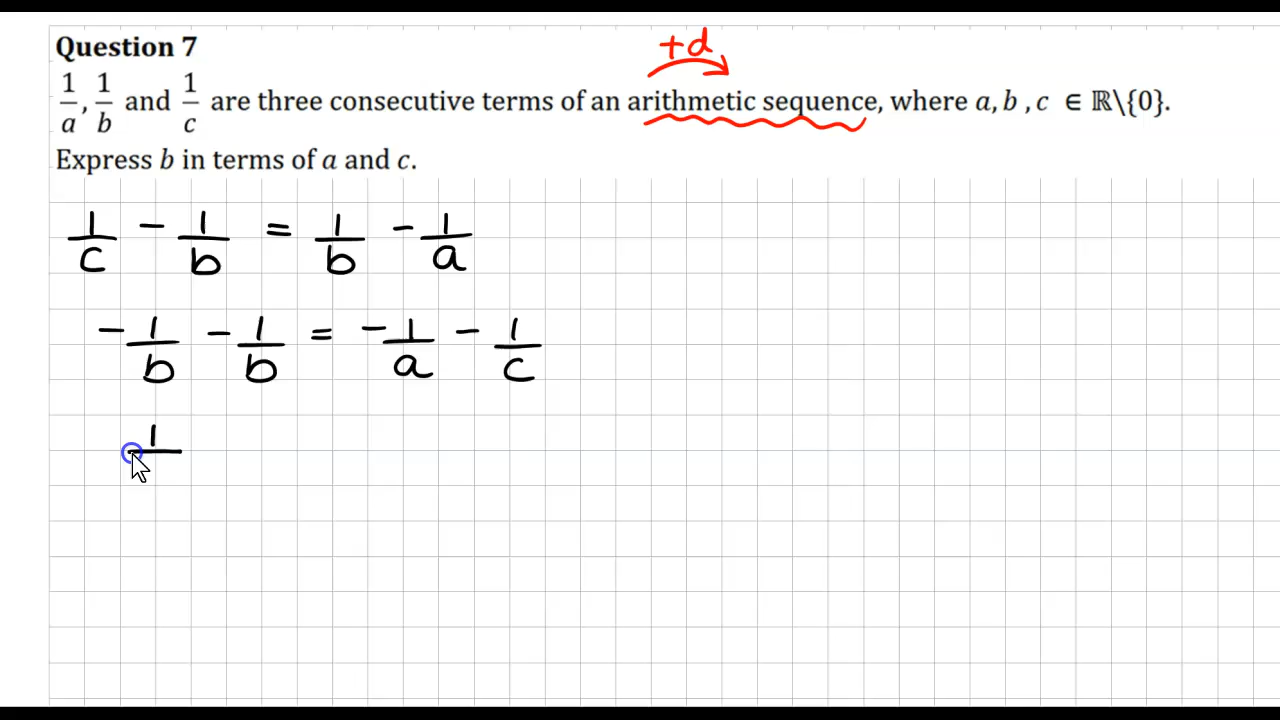 Question 7
+d
1/a, 1/b and 1/c are three consecutive terms of an arithmetic sequence, where a, b , c ∈ ℝ\{0}.
Express b in terms of a and c.
1/c - 1/b = 1/b - 1/a
- 1/b - 1/b = - 1/a - 1/c
1